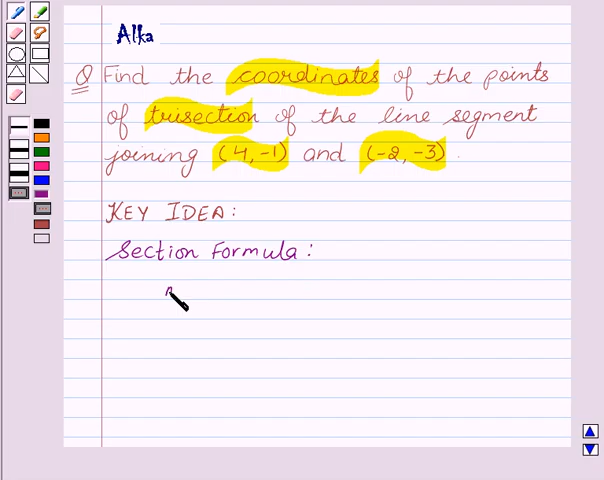 Alka
Q Find the coordinates of the points
of trisection of the line segment
joining (4,-1) and (-2,-3).
KEY IDEA:
Section Formula: